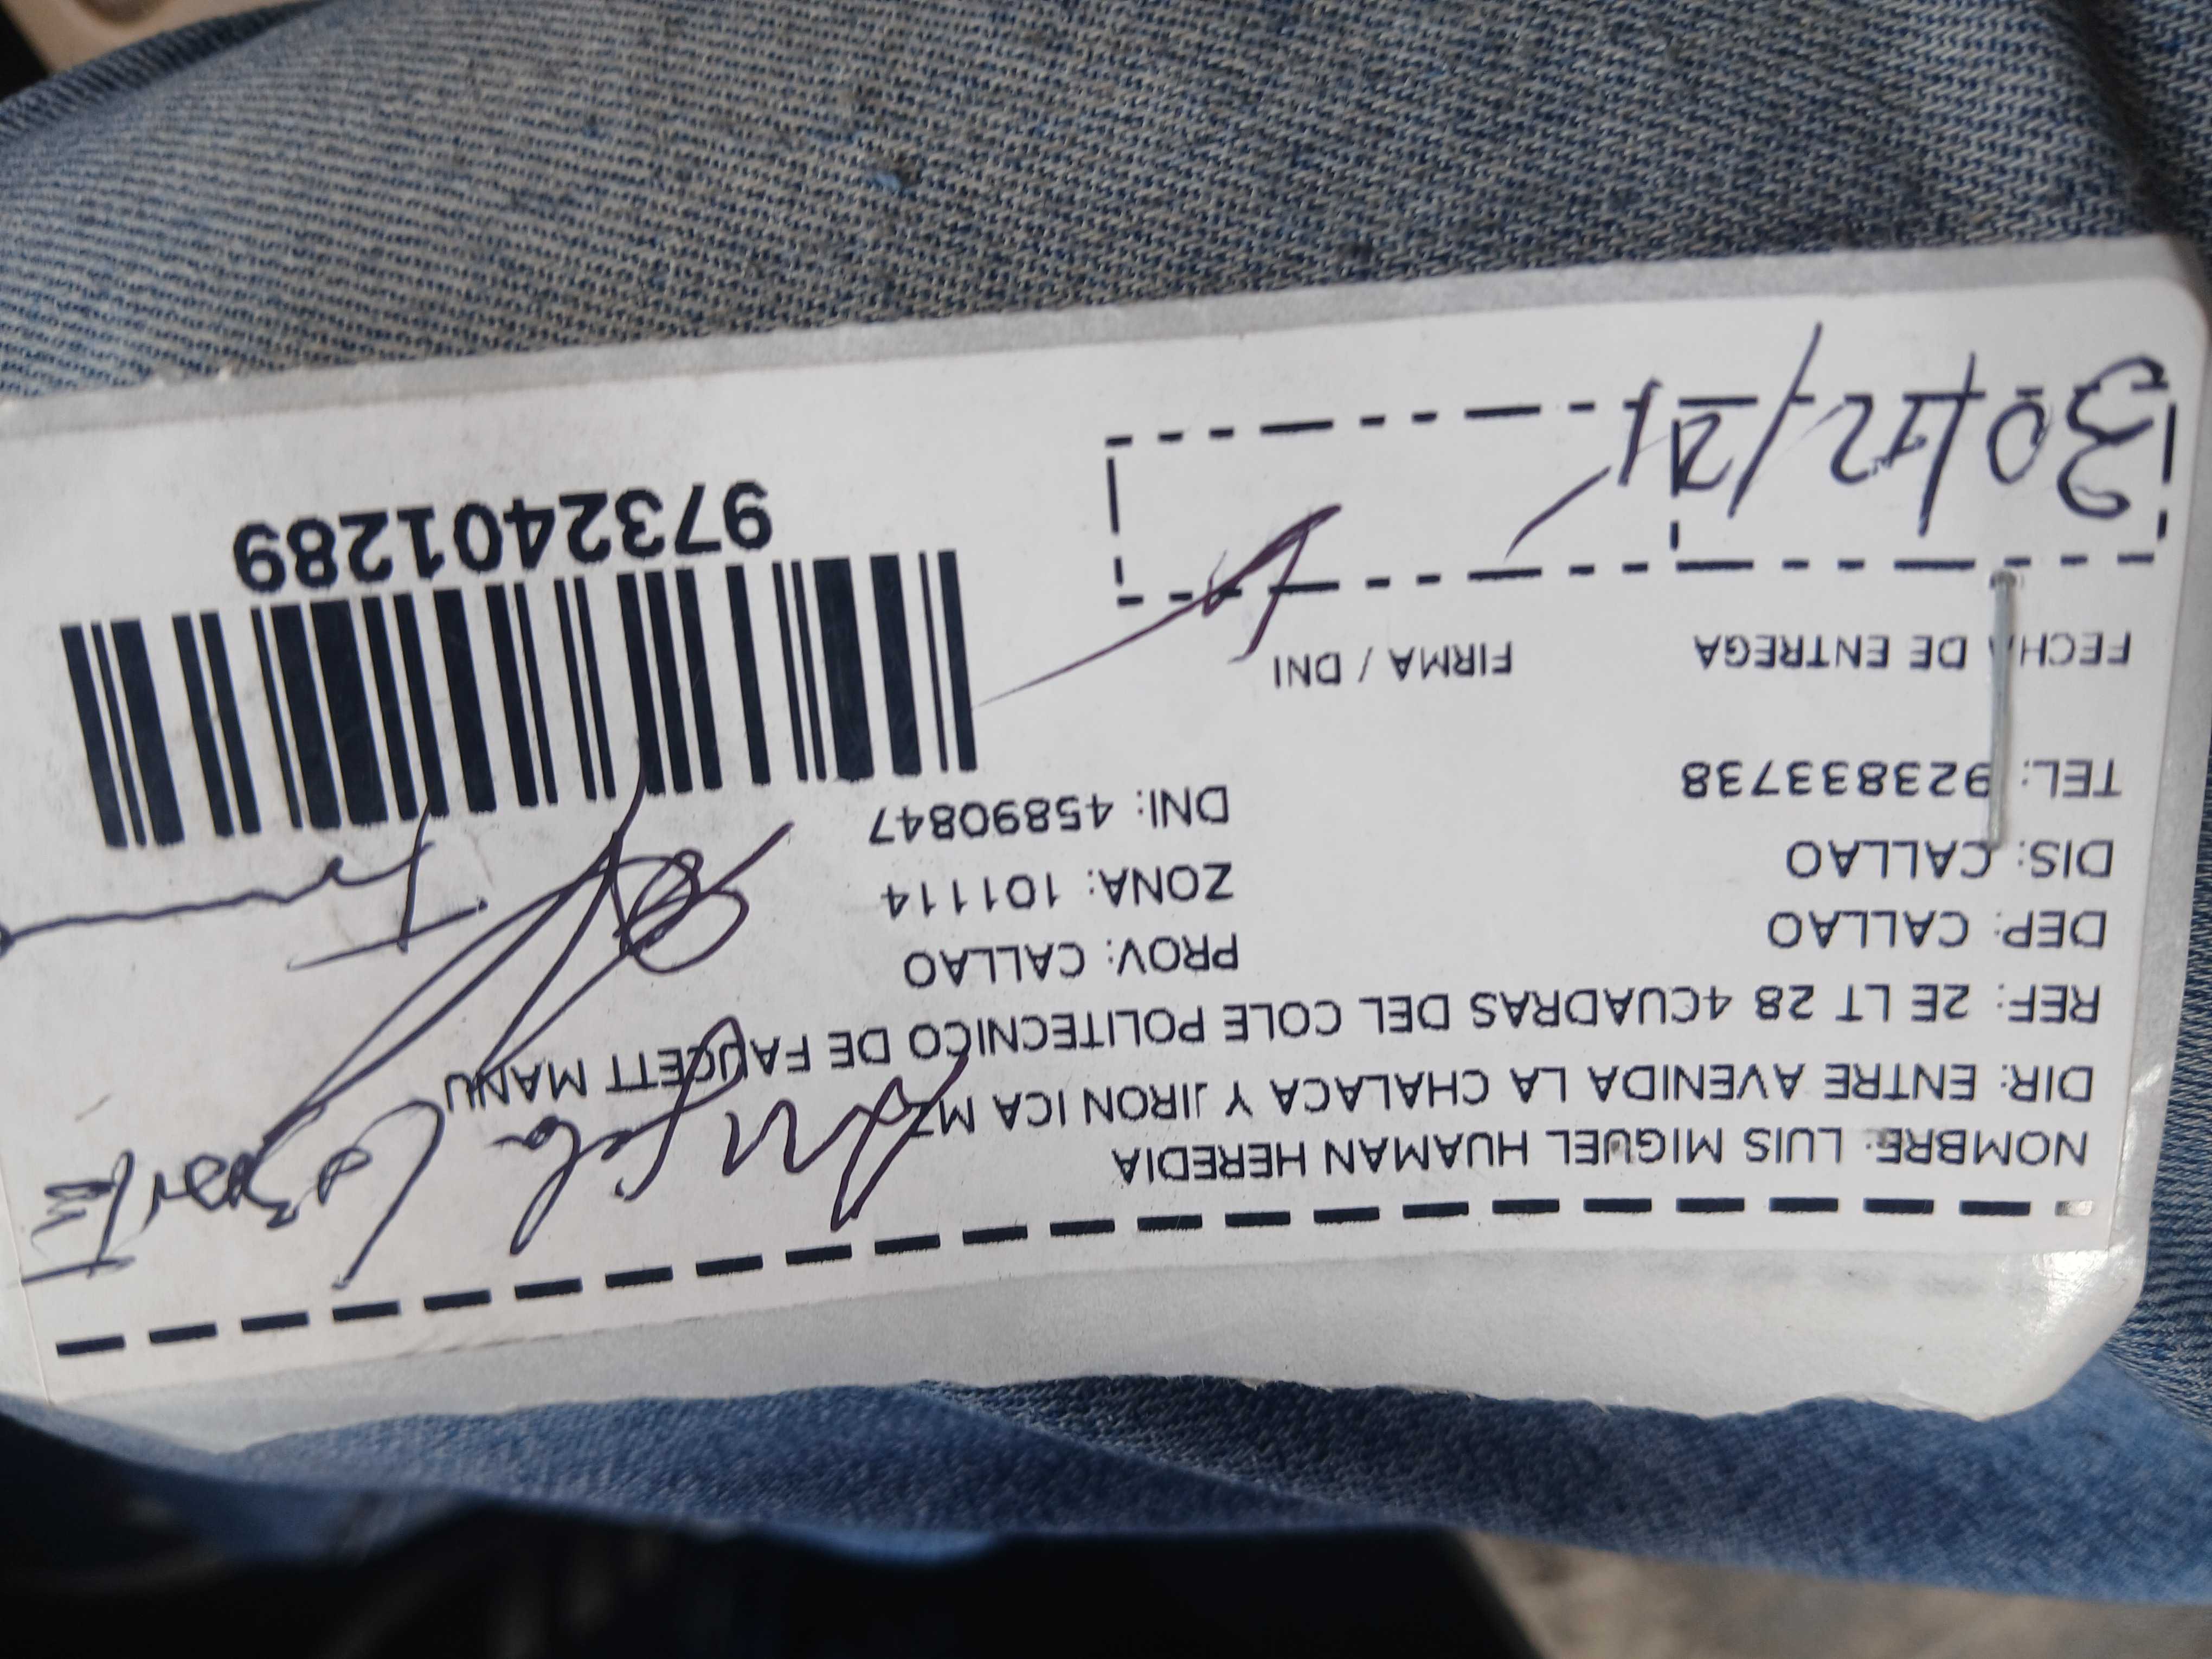 NOMBRE: LUIS MIGUEL HUAMAN HEREDIA
DIR: ENTRE AVENIDA LA CHALACA Y JIRON ICA MZ
REF: 2E LT 28 4CUADRAS DEL COLE POLITECNICO DE FAUCETT MANU
DEP: CALLAO PROV: CALLAO
DIS: CALLAO ZONA: 101114
TEL: 923833738 DNI: 45890847
FECHA DE ENTREGA FIRMA / DNI
30/12/21
9732401289